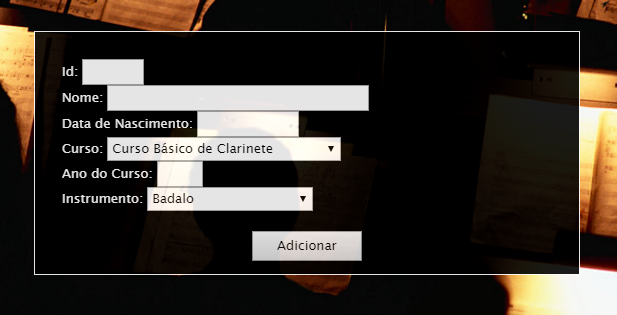 Id:
Nome:
Data de Nascimento:
Curso: Curso Básico de Clarinete
Ano do Curso:
Instrumento: Badalo
Adicionar